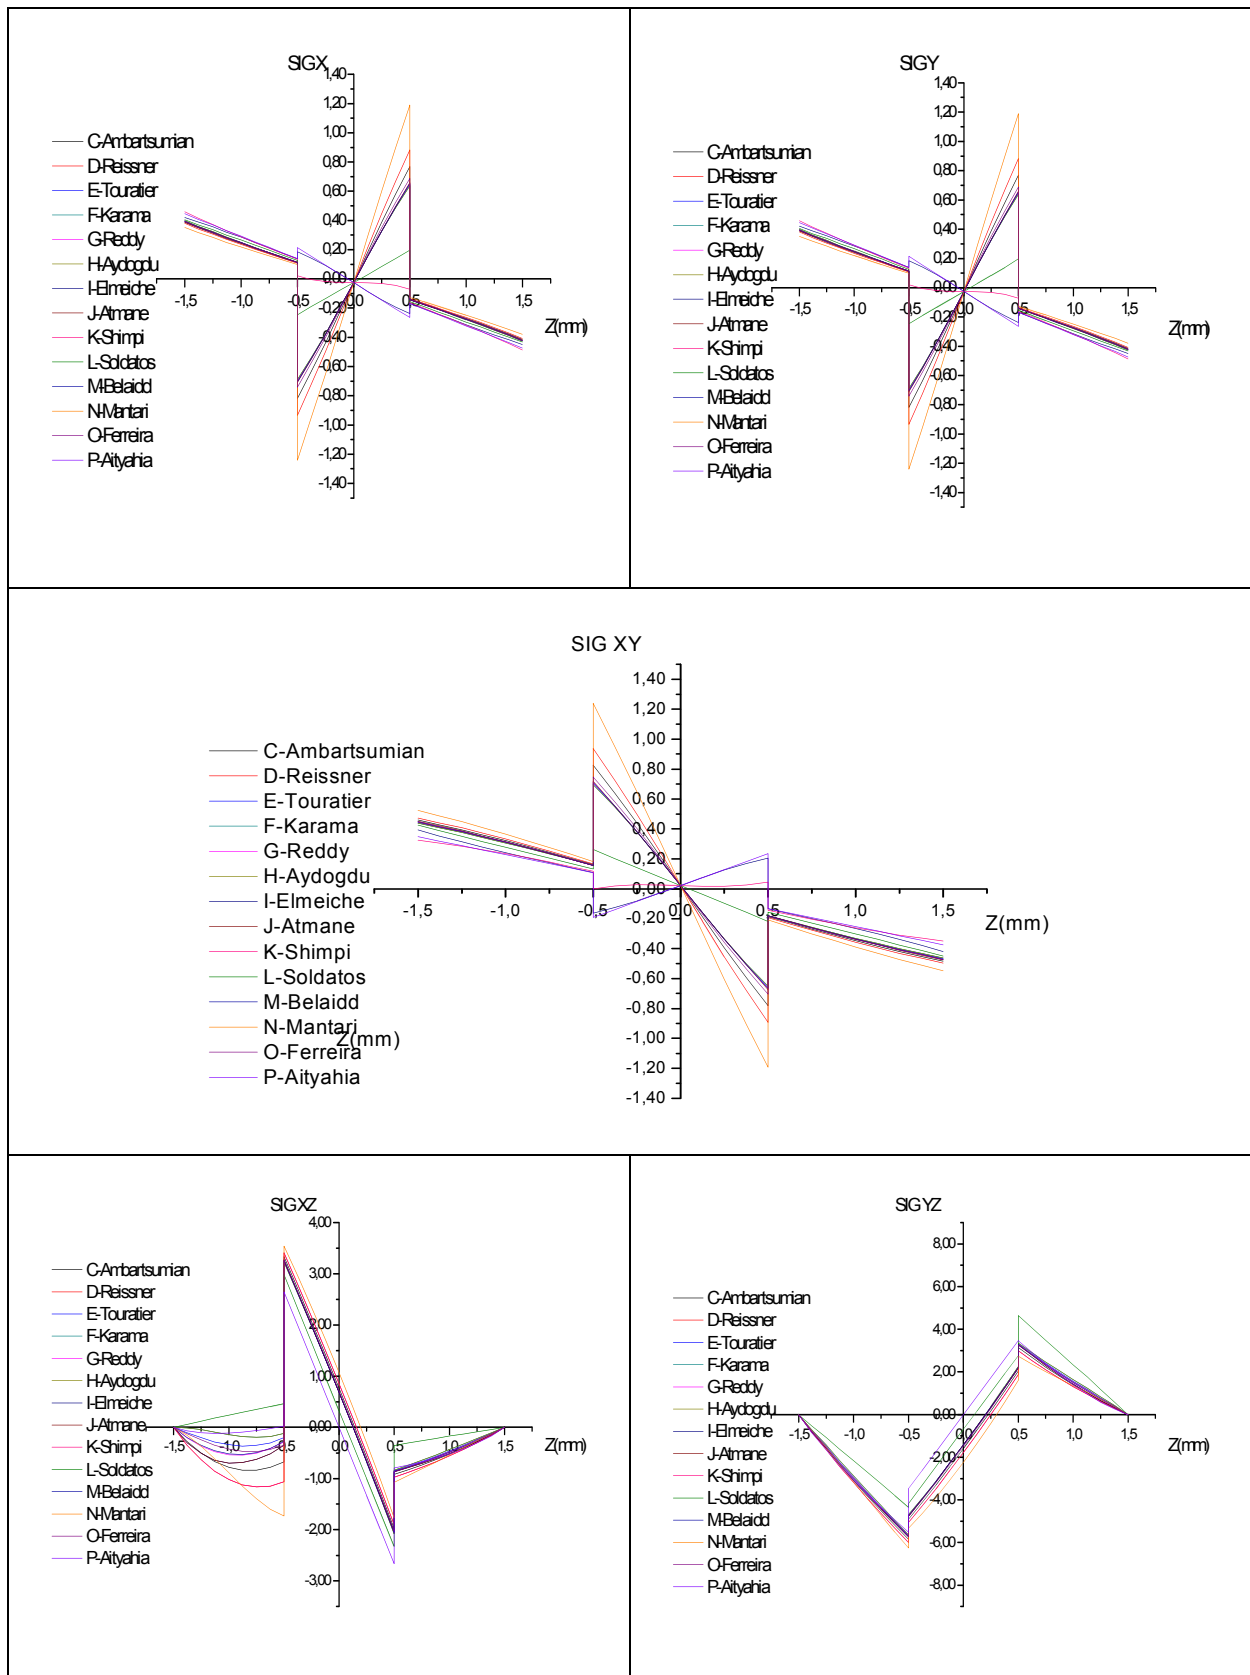 SIGX
1,40
1,20
1,00
0,80
0,60
0,40
0,20
0,00
-0,20
-0,40
-0,60
-0,80
-1,00
-1,20
-1,40
-1,5 -1,0 -0,5 0,0 0,5 1,0 1,5
Z(mm)
C-Ambartsumian
D-Reissner
E-Touratier
F-Karama
G-Reddy
H-Aydogdu
I-Elmeiche
J-Atmane
K-Shimpi
L-Soldatos
M-Belaidd
N-Mantari
O-Ferreira
P-Aityahia
SIGY
1,40
1,20
1,00
0,80
0,60
0,40
0,20
0,00
-0,20
-0,40
-0,60
-0,80
-1,00
-1,20
-1,40
-1,5 -1,0 -0,5 0,0 0,5 1,0 1,5
Z(mm)
C-Ambartsumian
D-Reissner
E-Touratier
F-Karama
G-Reddy
H-Aydogdu
I-Elmeiche
J-Atmane
K-Shimpi
L-Soldatos
M-Belaidd
N-Mantari
O-Ferreira
P-Aityahia
SIG XY
1,40
1,20
1,00
0,80
0,60
0,40
0,20
0,00
-0,20
-0,40
-0,60
-0,80
-1,00
-1,20
-1,40
-1,5 -1,0 -0,5 0,0 0,5 1,0 1,5
Z(mm)
C-Ambartsumian
D-Reissner
E-Touratier
F-Karama
G-Reddy
H-Aydogdu
I-Elmeiche
J-Atmane
K-Shimpi
L-Soldatos
M-Belaidd
N-Mantari
Z(mm)
O-Ferreira
P-Aityahia
SIGXZ
4,00
3,00
2,00
1,00
0,00
-1,00
-2,00
-3,00
-1,5 -1,0 -0,5 0,0 0,5 1,0 1,5
Z(mm)
C-Ambartsumian
D-Reissner
E-Touratier
F-Karama
G-Reddy
H-Aydogdu
I-Elmeiche
J-Atmane
K-Shimpi
L-Soldatos
M-Belaidd
N-Mantari
O-Ferreira
P-Aityahia
SIGYZ
8,00
6,00
4,00
2,00
0,00
-2,00
-4,00
-6,00
-8,00
-1,5 -1,0 -0,5 0,0 0,5 1,0 1,5
Z(mm)
C-Ambartsumian
D-Reissner
E-Touratier
F-Karama
G-Reddy
H-Aydogdu
I-Elmeiche
J-Atmane
K-Shimpi
L-Soldatos
M-Belaidd
N-Mantari
O-Ferreira
P-Aityahia